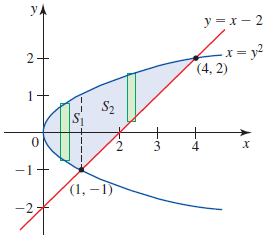 y
y = x − 2
x = y²
2
(4, 2)
1
S₁
S₂
0
2
3
4
x
−1
(1, −1)
−2